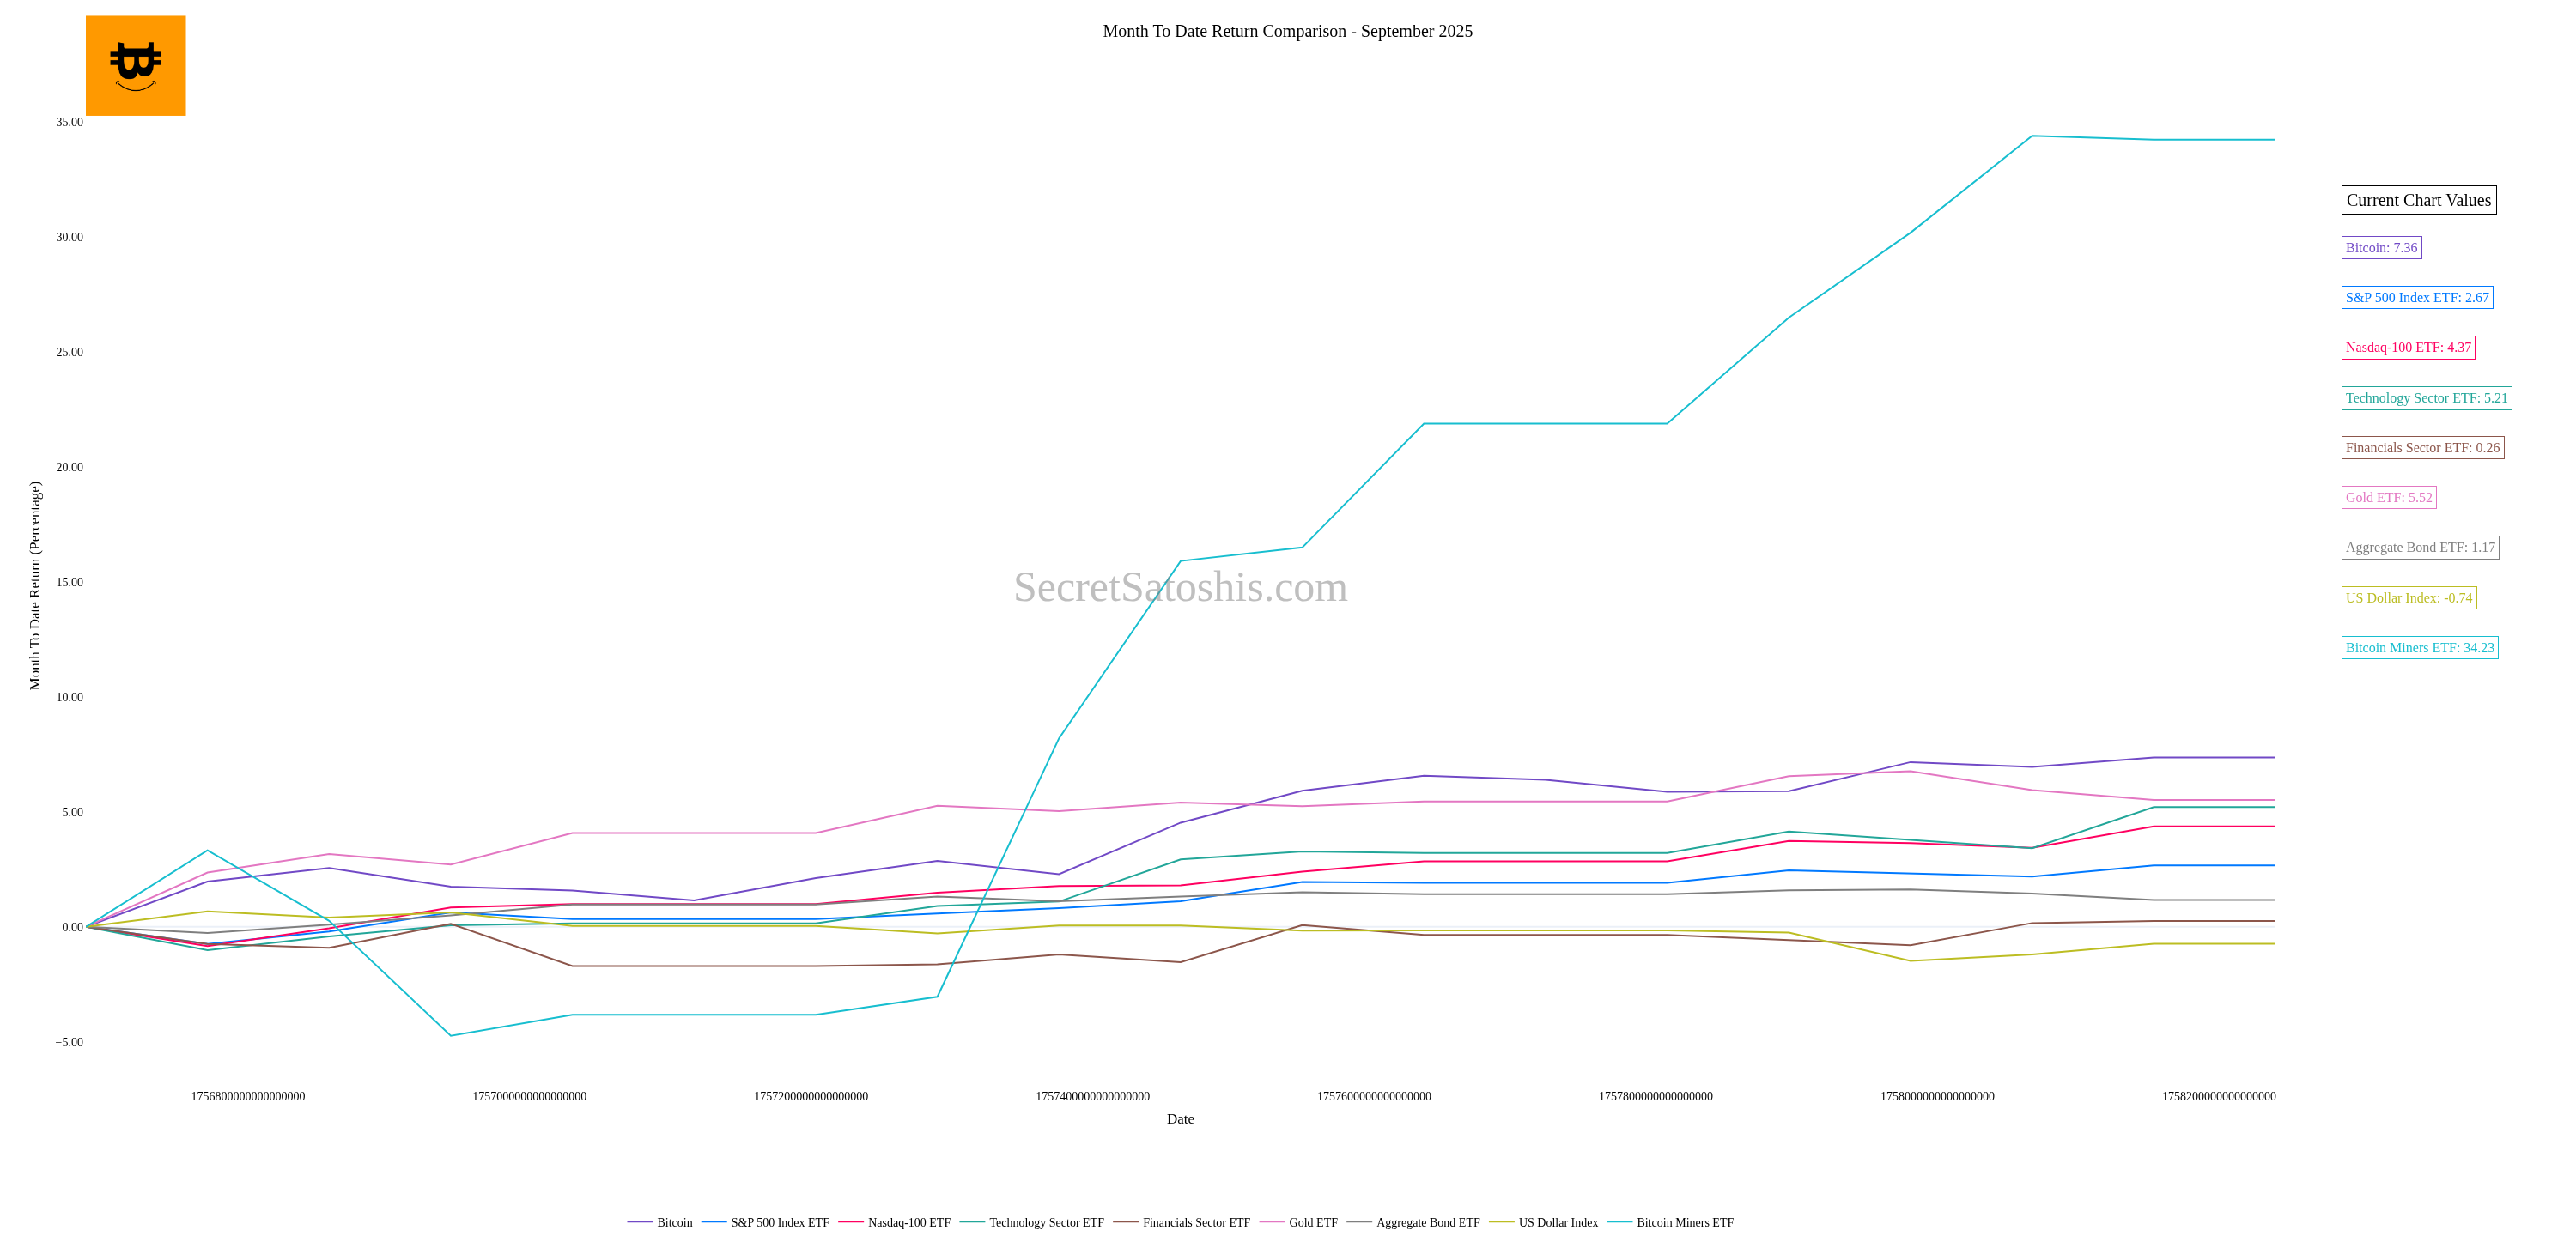 Month To Date Return Comparison - September 2025
35.00
30.00
25.00
20.00
15.00
10.00
5.00
0.00
−5.00
Month To Date Return (Percentage)
SecretSatoshis.com
Current Chart Values
Bitcoin: 7.36
S&P 500 Index ETF: 2.67
Nasdaq-100 ETF: 4.37
Technology Sector ETF: 5.21
Financials Sector ETF: 0.26
Gold ETF: 5.52
Aggregate Bond ETF: 1.17
US Dollar Index: -0.74
Bitcoin Miners ETF: 34.23
1756800000000000000 1757000000000000000 1757200000000000000 1757400000000000000 1757600000000000000 1757800000000000000 1758000000000000000 1758200000000000000
Date
Bitcoin S&P 500 Index ETF Nasdaq-100 ETF Technology Sector ETF Financials Sector ETF Gold ETF Aggregate Bond ETF US Dollar Index Bitcoin Miners ETF